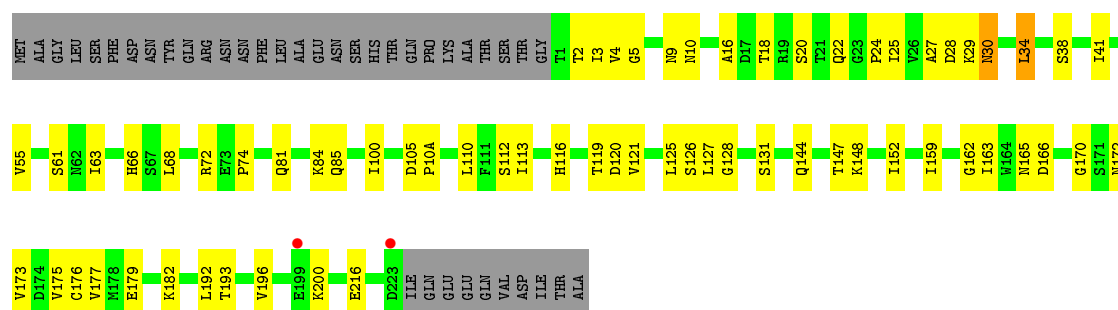 MET ALA GLY LEU SER PHE ASP ASN TYR GLN ARG ASN ASN PHE LEU ALA GLU ASN SER HIS THR GLN PRO LYS ALA THR SER THR GLY T1 T2 I3 V4 G5 N9 N10 A16 D17 T18 R19 S20 T21 Q22 G23 P24 I25 V26 A27 D28 K29 N30 L34 S38 I41
V55 S61 N62 I63 H66 S67 L68 R72 E73 P74 Q81 K84 Q85 I100 D105 P10A L110 F111 S112 I113 H116 T119 D120 V121 L125 S126 L127 G128 S131 Q144 T147 K148 I152 I159 G162 I163 W164 N165 D166 G170 S171 N172
V173 D174 V175 C176 V177 M178 E179 K182 L192 T193 V196 E199 K200 E216 D223 ILE GLN GLU GLU GLN VAL ASP ILE THR ALA